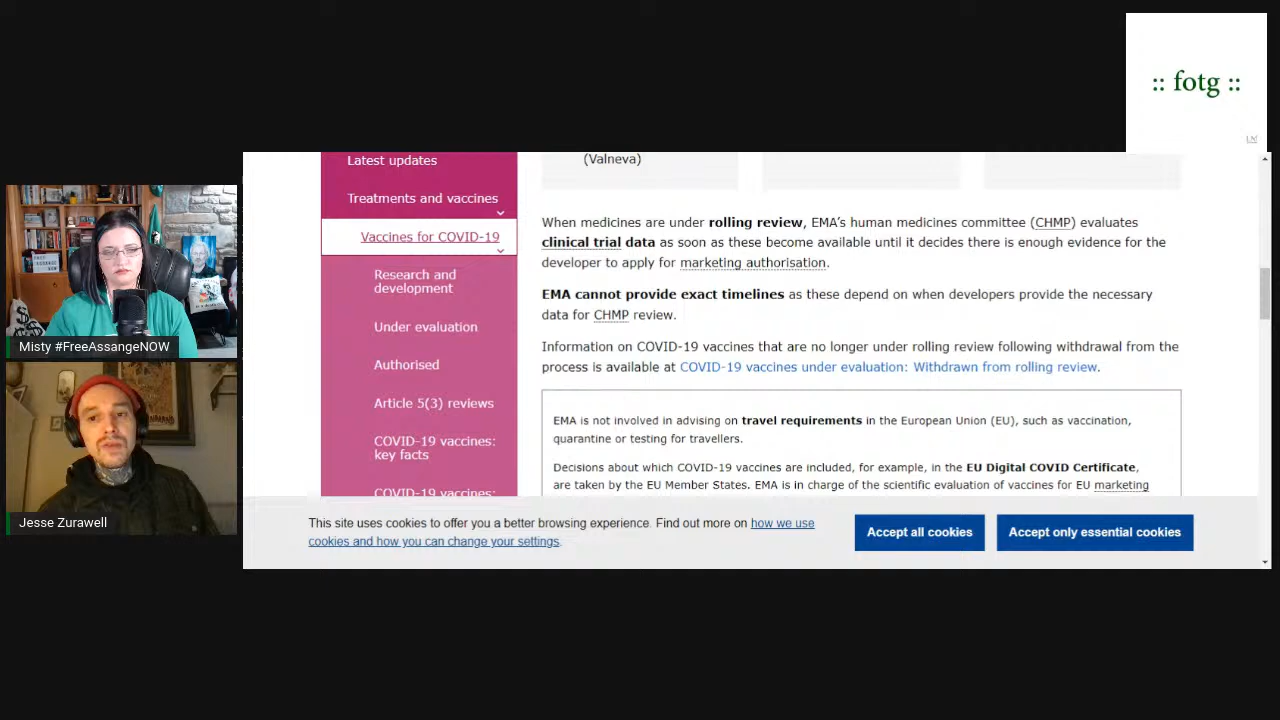 :: fotg ::
Latest updates
Treatments and vaccines
Vaccines for COVID-19
Research and
development
Under evaluation
Authorised
Article 5(3) reviews
COVID-19 vaccines:
key facts
COVID-19 vaccines:
(Valneva)
When medicines are under rolling review, EMA's human medicines committee (CHMP) evaluates
clinical trial data as soon as these become available until it decides there is enough evidence for the
developer to apply for marketing authorisation.
EMA cannot provide exact timelines as these depend on when developers provide the necessary
data for CHMP review.
Information on COVID-19 vaccines that are no longer under rolling review following withdrawal from the
process is available at COVID-19 vaccines under evaluation: Withdrawn from rolling review.
EMA is not involved in advising on travel requirements in the European Union (EU), such as vaccination,
quarantine or testing for travellers.
Decisions about which COVID-19 vaccines are included, for example, in the EU Digital COVID Certificate,
are taken by the EU Member States. EMA is in charge of the scientific evaluation of vaccines for EU marketing
This site uses cookies to offer you a better browsing experience. Find out more on how we use
cookies and how you can change your settings.
Accept all cookies
Accept only essential cookies
FREE
ASSANGE
NOW
Misty #FreeAssangeNOW
Jesse Zurawell